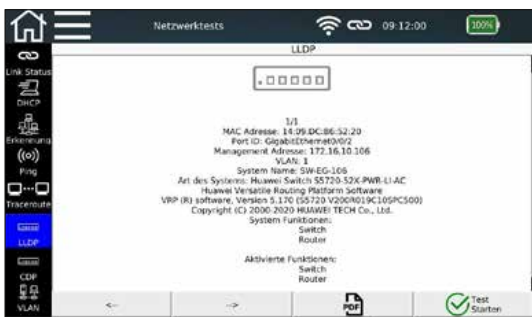 Netzwerktests
09:12:00
100%
LLDP
Link Status
DHCP
Erkennung
Ping
Traceroute
LLDP
CDP
VLAN
1/1
MAC Adresse: 14:09:DC:86:52:20
Port ID: GigabitEthernet0/0/2
Management Adresse: 172.16.10.106
VLAN: 1
System Name: SW-EG-106
Art des Systems: Huawei Switch S5720-52X-PWR-LI-AC
Huawei Versatile Routing Platform Software
VRP (R) software, Version 5.170 (S5720 V200R019C10SPC500)
Copyright (C) 2000-2020 HUAWEI TECH Co., Ltd.
System Funktionen:
Switch
Router
Aktivierte Funktionen:
Switch
Router
<--
-->
PDF
Test
Starten